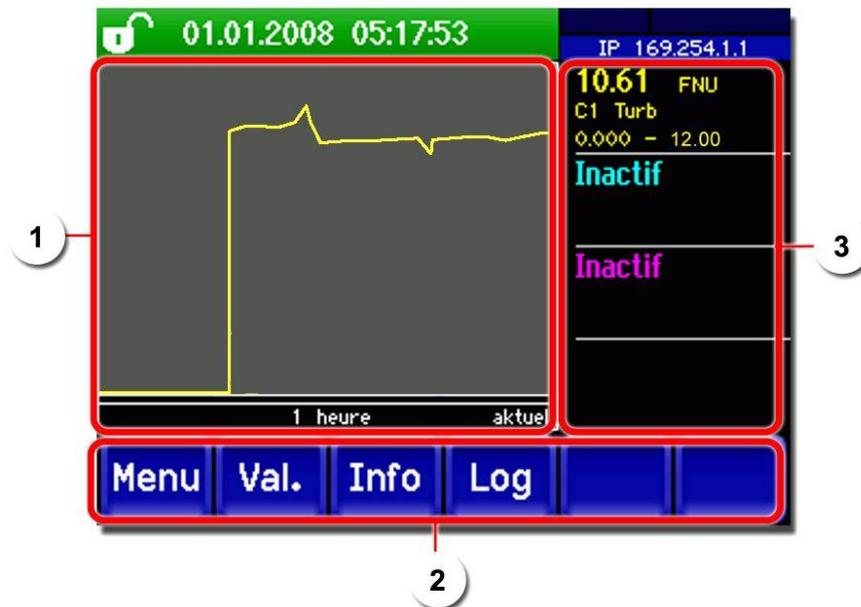 01.01.2008 05:17:53
IP 169.254.1.1
10.61 FNU
C1 Turb
0.000 – 12.00
Inactif
Inactif
1
3
1 heure aktuel
Menu Val. Info Log
2